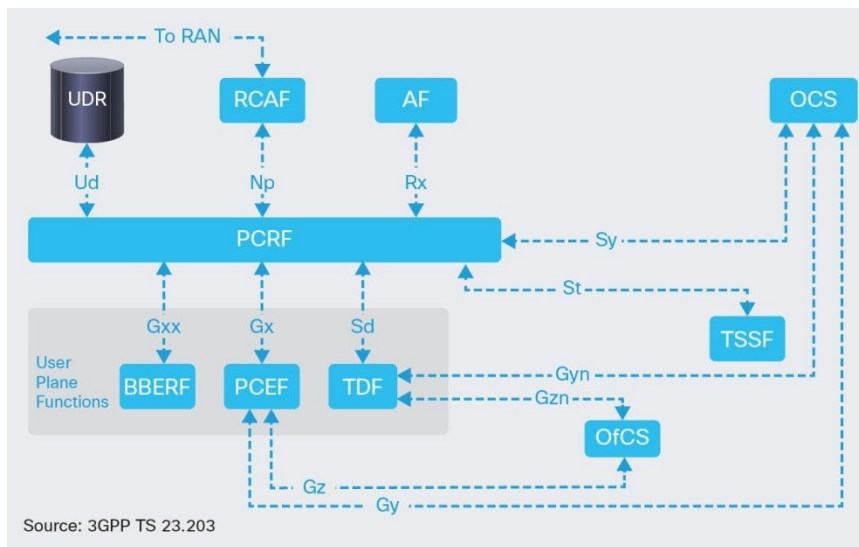 To RAN
UDR
RCAF
AF
OCS
Ud
Np
Rx
PCRF
Sy
St
Gxx
Gx
Sd
TSSF
User
Plane
Functions
BBERF
PCEF
TDF
Gyn
Gzn
OfCS
Gz
Gy
Source: 3GPP TS 23.203